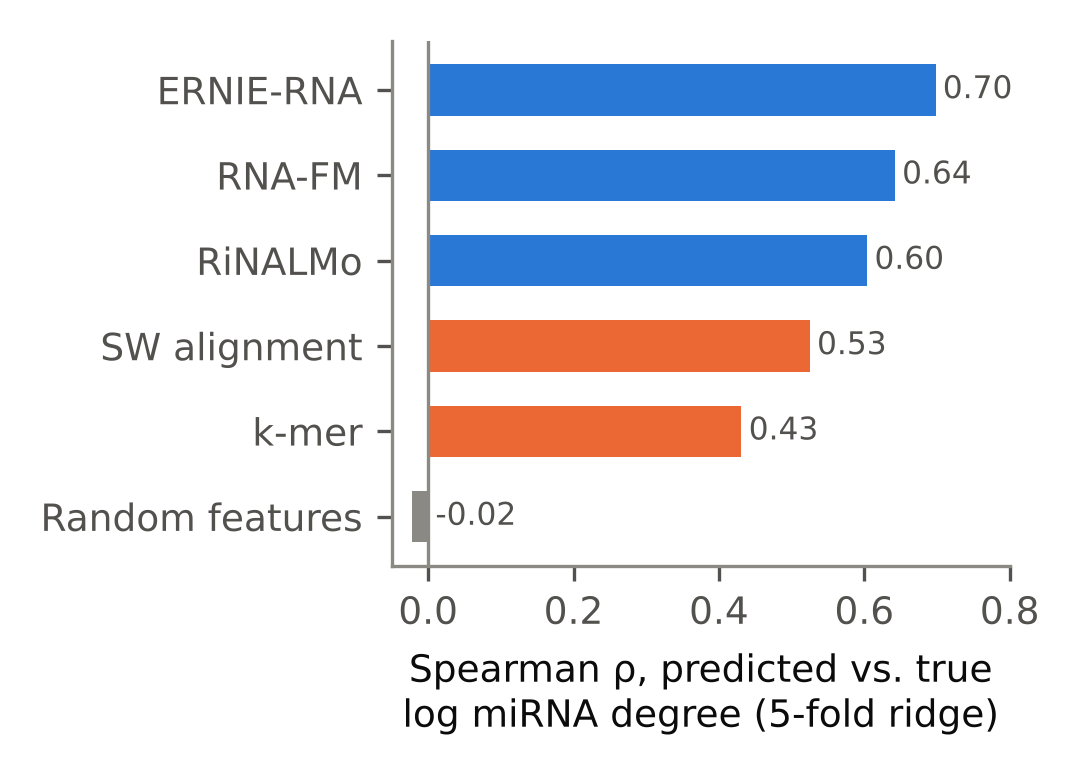 ERNIE-RNA 0.70
RNA-FM 0.64
RiNALMo 0.60
SW alignment 0.53
k-mer 0.43
Random features -0.02
0.0 0.2 0.4 0.6 0.8
Spearman ρ, predicted vs. true
log miRNA degree (5-fold ridge)